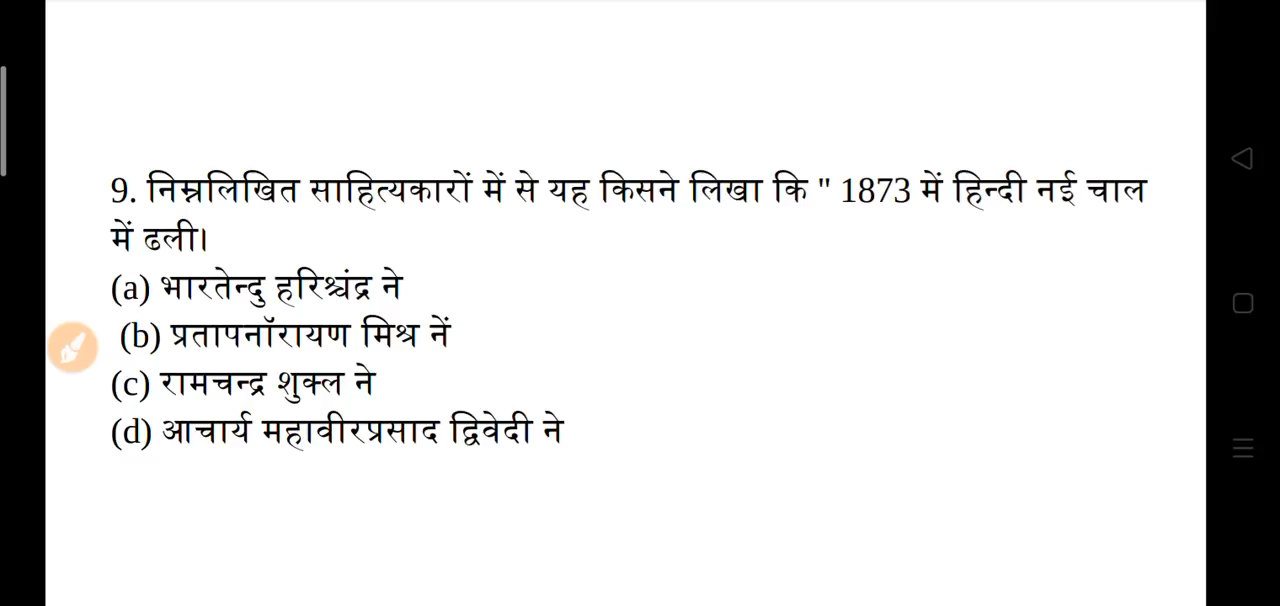 9. निम्नलिखित साहित्यकारों में से यह किसने लिखा कि " 1873 में हिन्दी नई चाल
में ढली।
(a) भारतेन्दु हरिश्चंद्र ने
(b) प्रतापनॉरायण मिश्र नें
(c) रामचन्द्र शुक्ल ने
(d) आचार्य महावीरप्रसाद द्विवेदी ने